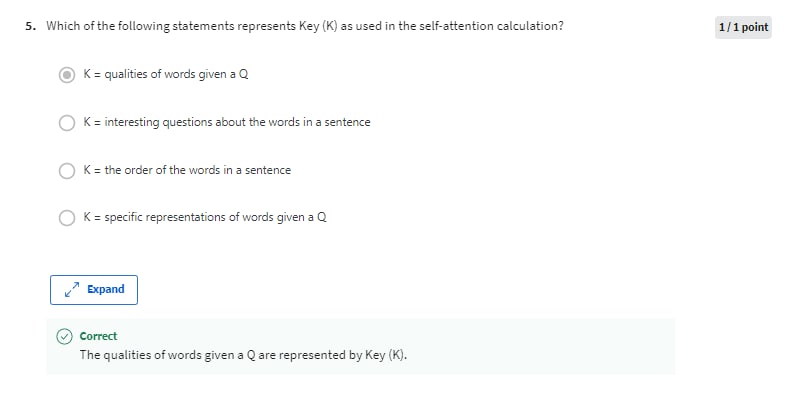 5. Which of the following statements represents Key (K) as used in the self-attention calculation?
1 / 1 point
K = qualities of words given a Q
K = interesting questions about the words in a sentence
K = the order of the words in a sentence
K = specific representations of words given a Q
Expand
Correct
The qualities of words given a Q are represented by Key (K).